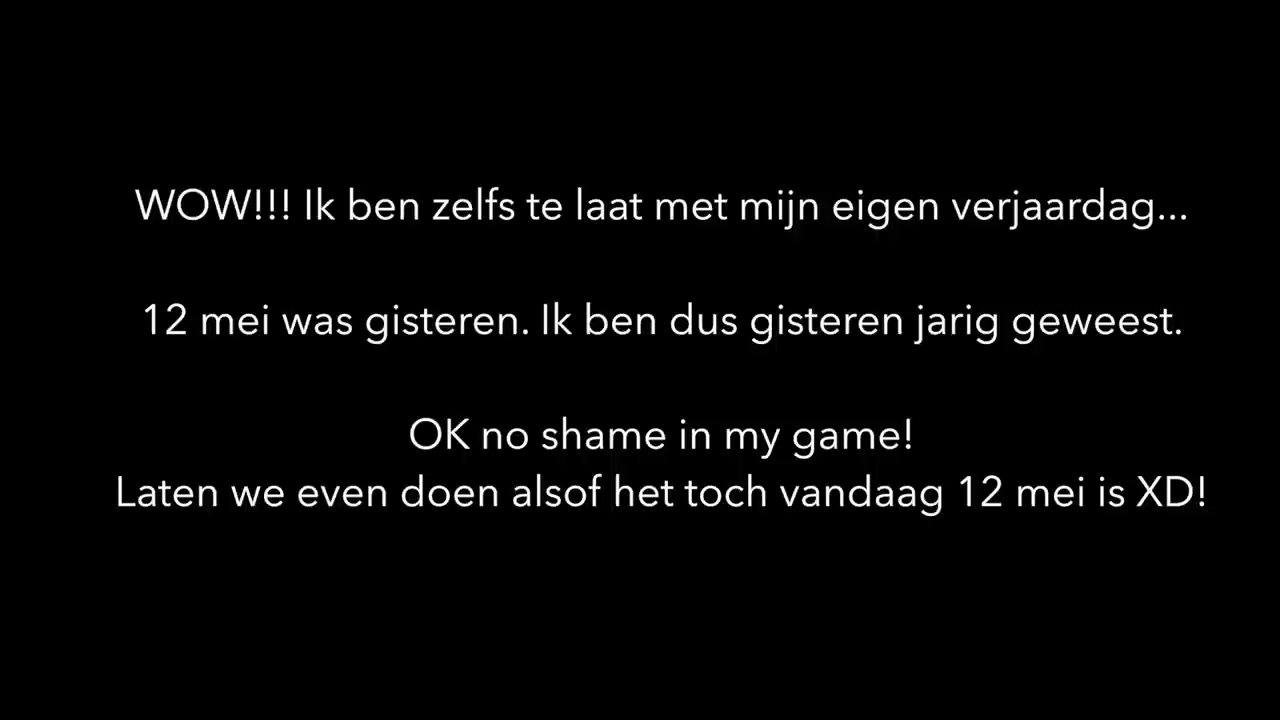 WOW!!! Ik ben zelfs te laat met mijn eigen verjaardag...
12 mei was gisteren. Ik ben dus gisteren jarig geweest.
OK no shame in my game!
Laten we even doen alsof het toch vandaag 12 mei is XD!